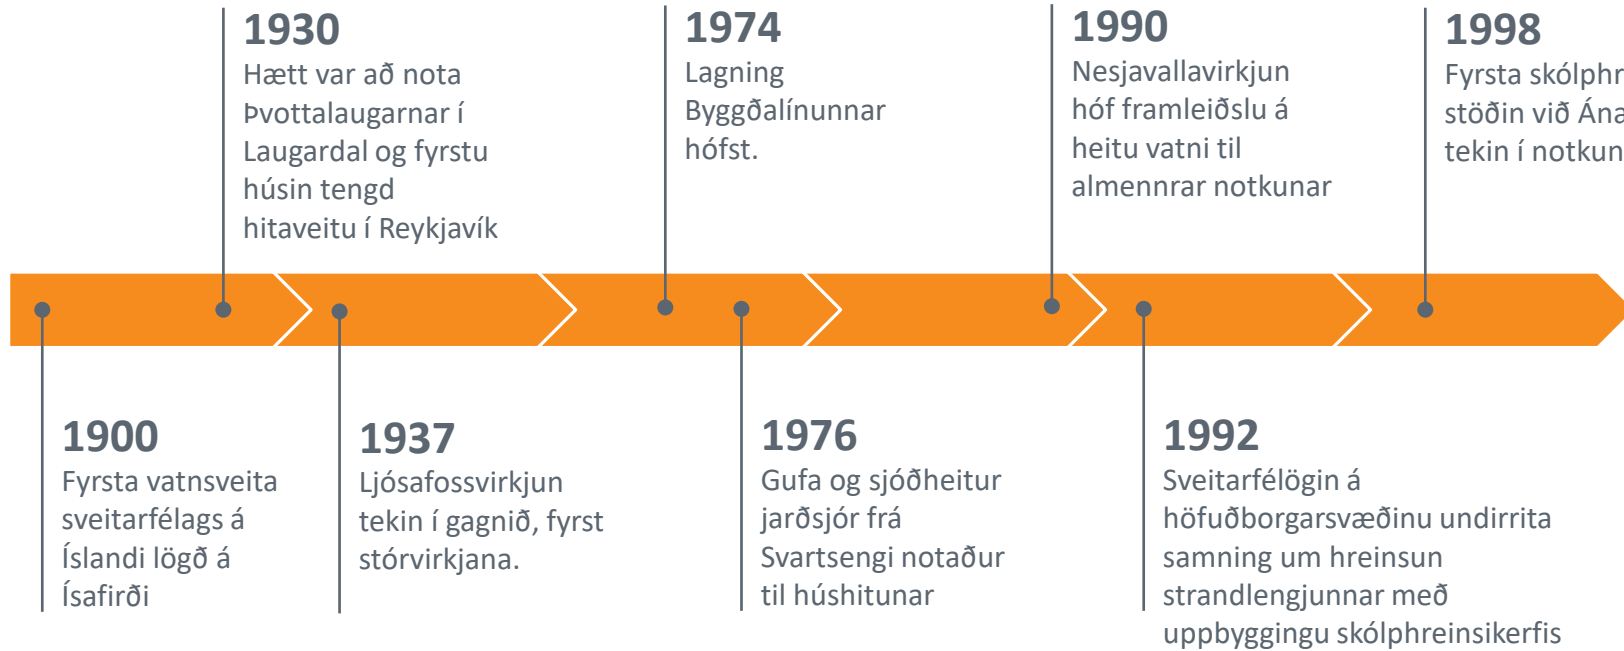 1930
Hætt var að nota
Þvottalaugarnar í
Laugardal og fyrstu
húsin tengd
hitaveitu í Reykjavík
1974
Lagning
Byggðalínunnar
hófst.
1990
Nesjavallavirkjun
hóf framleiðslu á
heitu vatni til
almennrar notkunar
1998
Fyrsta
stöðin við
tekin í notkun
1900
Fyrsta vatnsveita
sveitarfélags á
Íslandi lögð á
Ísafirði
1937
Ljósafossvirkjun
tekin í gagnið, fyrst
stórvirkjana.
1976
Gufa og sjóðheitur
jarðsjór frá
Svartsengi notaður
til húshitunar
1992
Sveitarfélögin á
höfuðborgarsvæðinu undirrita
samning um hreinsun
strandlengjunnar með
uppbyggingu skólphreinsikerfis